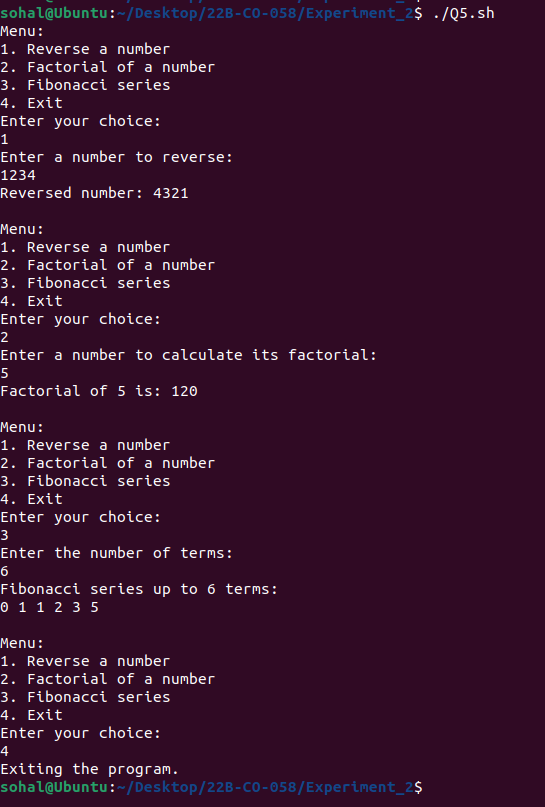 sohal@Ubuntu:~/Desktop/22B-CO-058/Experiment_2$ ./Q5.sh
Menu:
1. Reverse a number
2. Factorial of a number
3. Fibonacci series
4. Exit
Enter your choice:
1
Enter a number to reverse:
1234
Reversed number: 4321

Menu:
1. Reverse a number
2. Factorial of a number
3. Fibonacci series
4. Exit
Enter your choice:
2
Enter a number to calculate its factorial:
5
Factorial of 5 is: 120

Menu:
1. Reverse a number
2. Factorial of a number
3. Fibonacci series
4. Exit
Enter your choice:
3
Enter the number of terms:
6
Fibonacci series up to 6 terms:
0 1 1 2 3 5

Menu:
1. Reverse a number
2. Factorial of a number
3. Fibonacci series
4. Exit
Enter your choice:
4
Exiting the program.
sohal@Ubuntu:~/Desktop/22B-CO-058/Experiment_2$